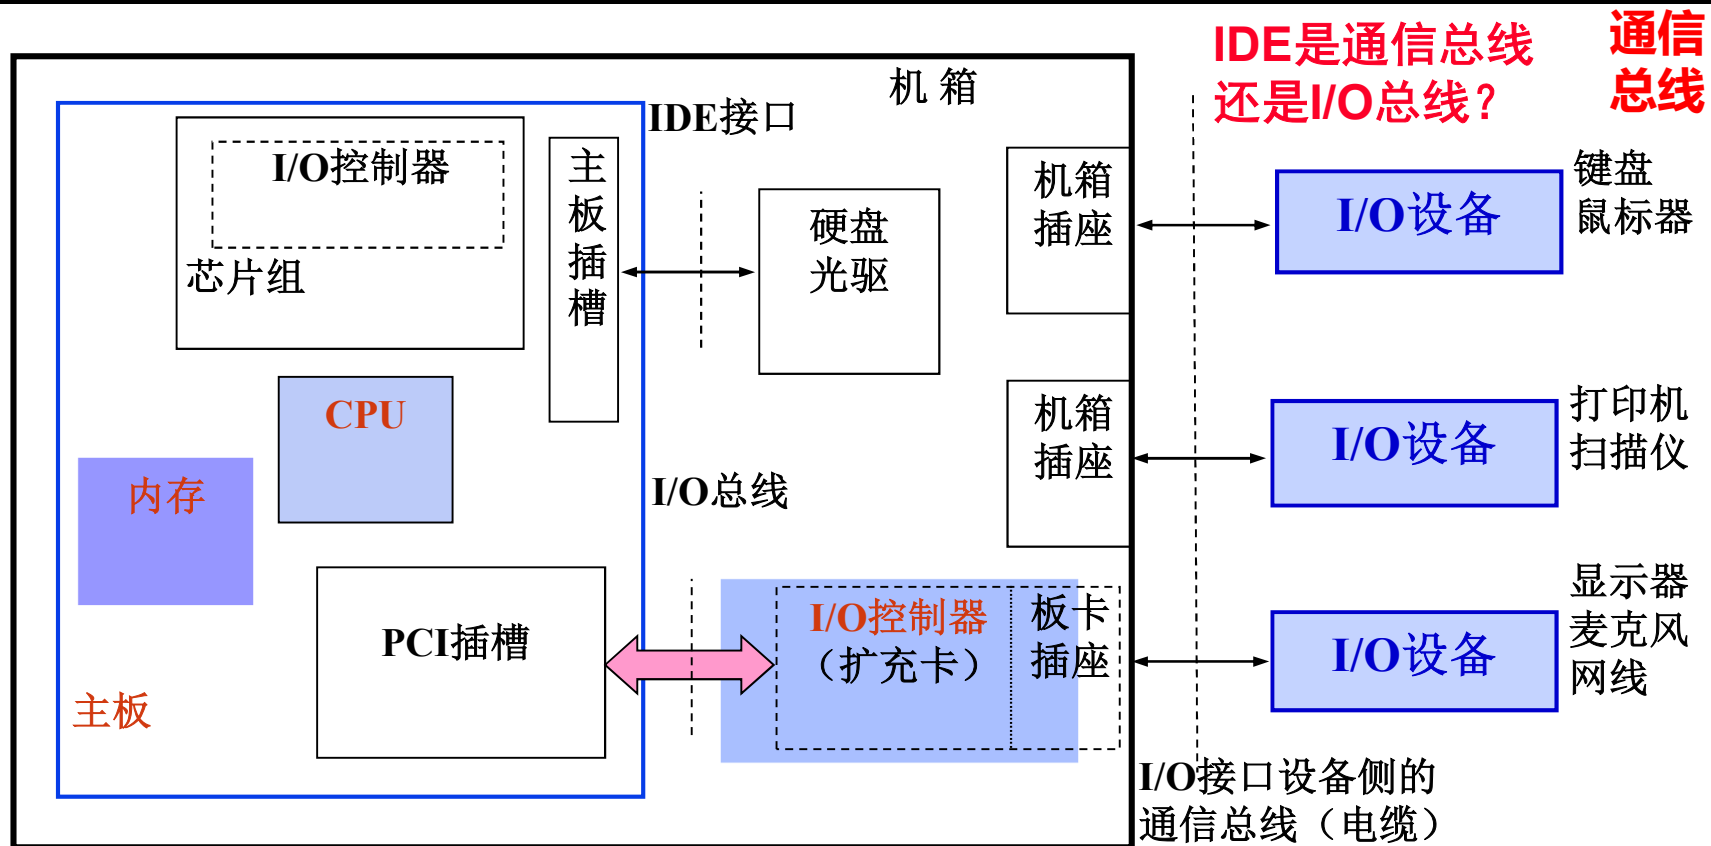 通信
总线
IDE是通信总线
还是I/O总线？
机 箱
IDE接口
I/O控制器
芯片组
主
板
插
槽
硬盘
光驱
机箱
插座
I/O设备
键盘
鼠标器
CPU
内存
I/O总线
机箱
插座
I/O设备
打印机
扫描仪
PCI插槽
主板
I/O控制器
（扩充卡）
板卡
插座
I/O设备
显示器
麦克风
网线
I/O接口设备侧的
通信总线（电缆）